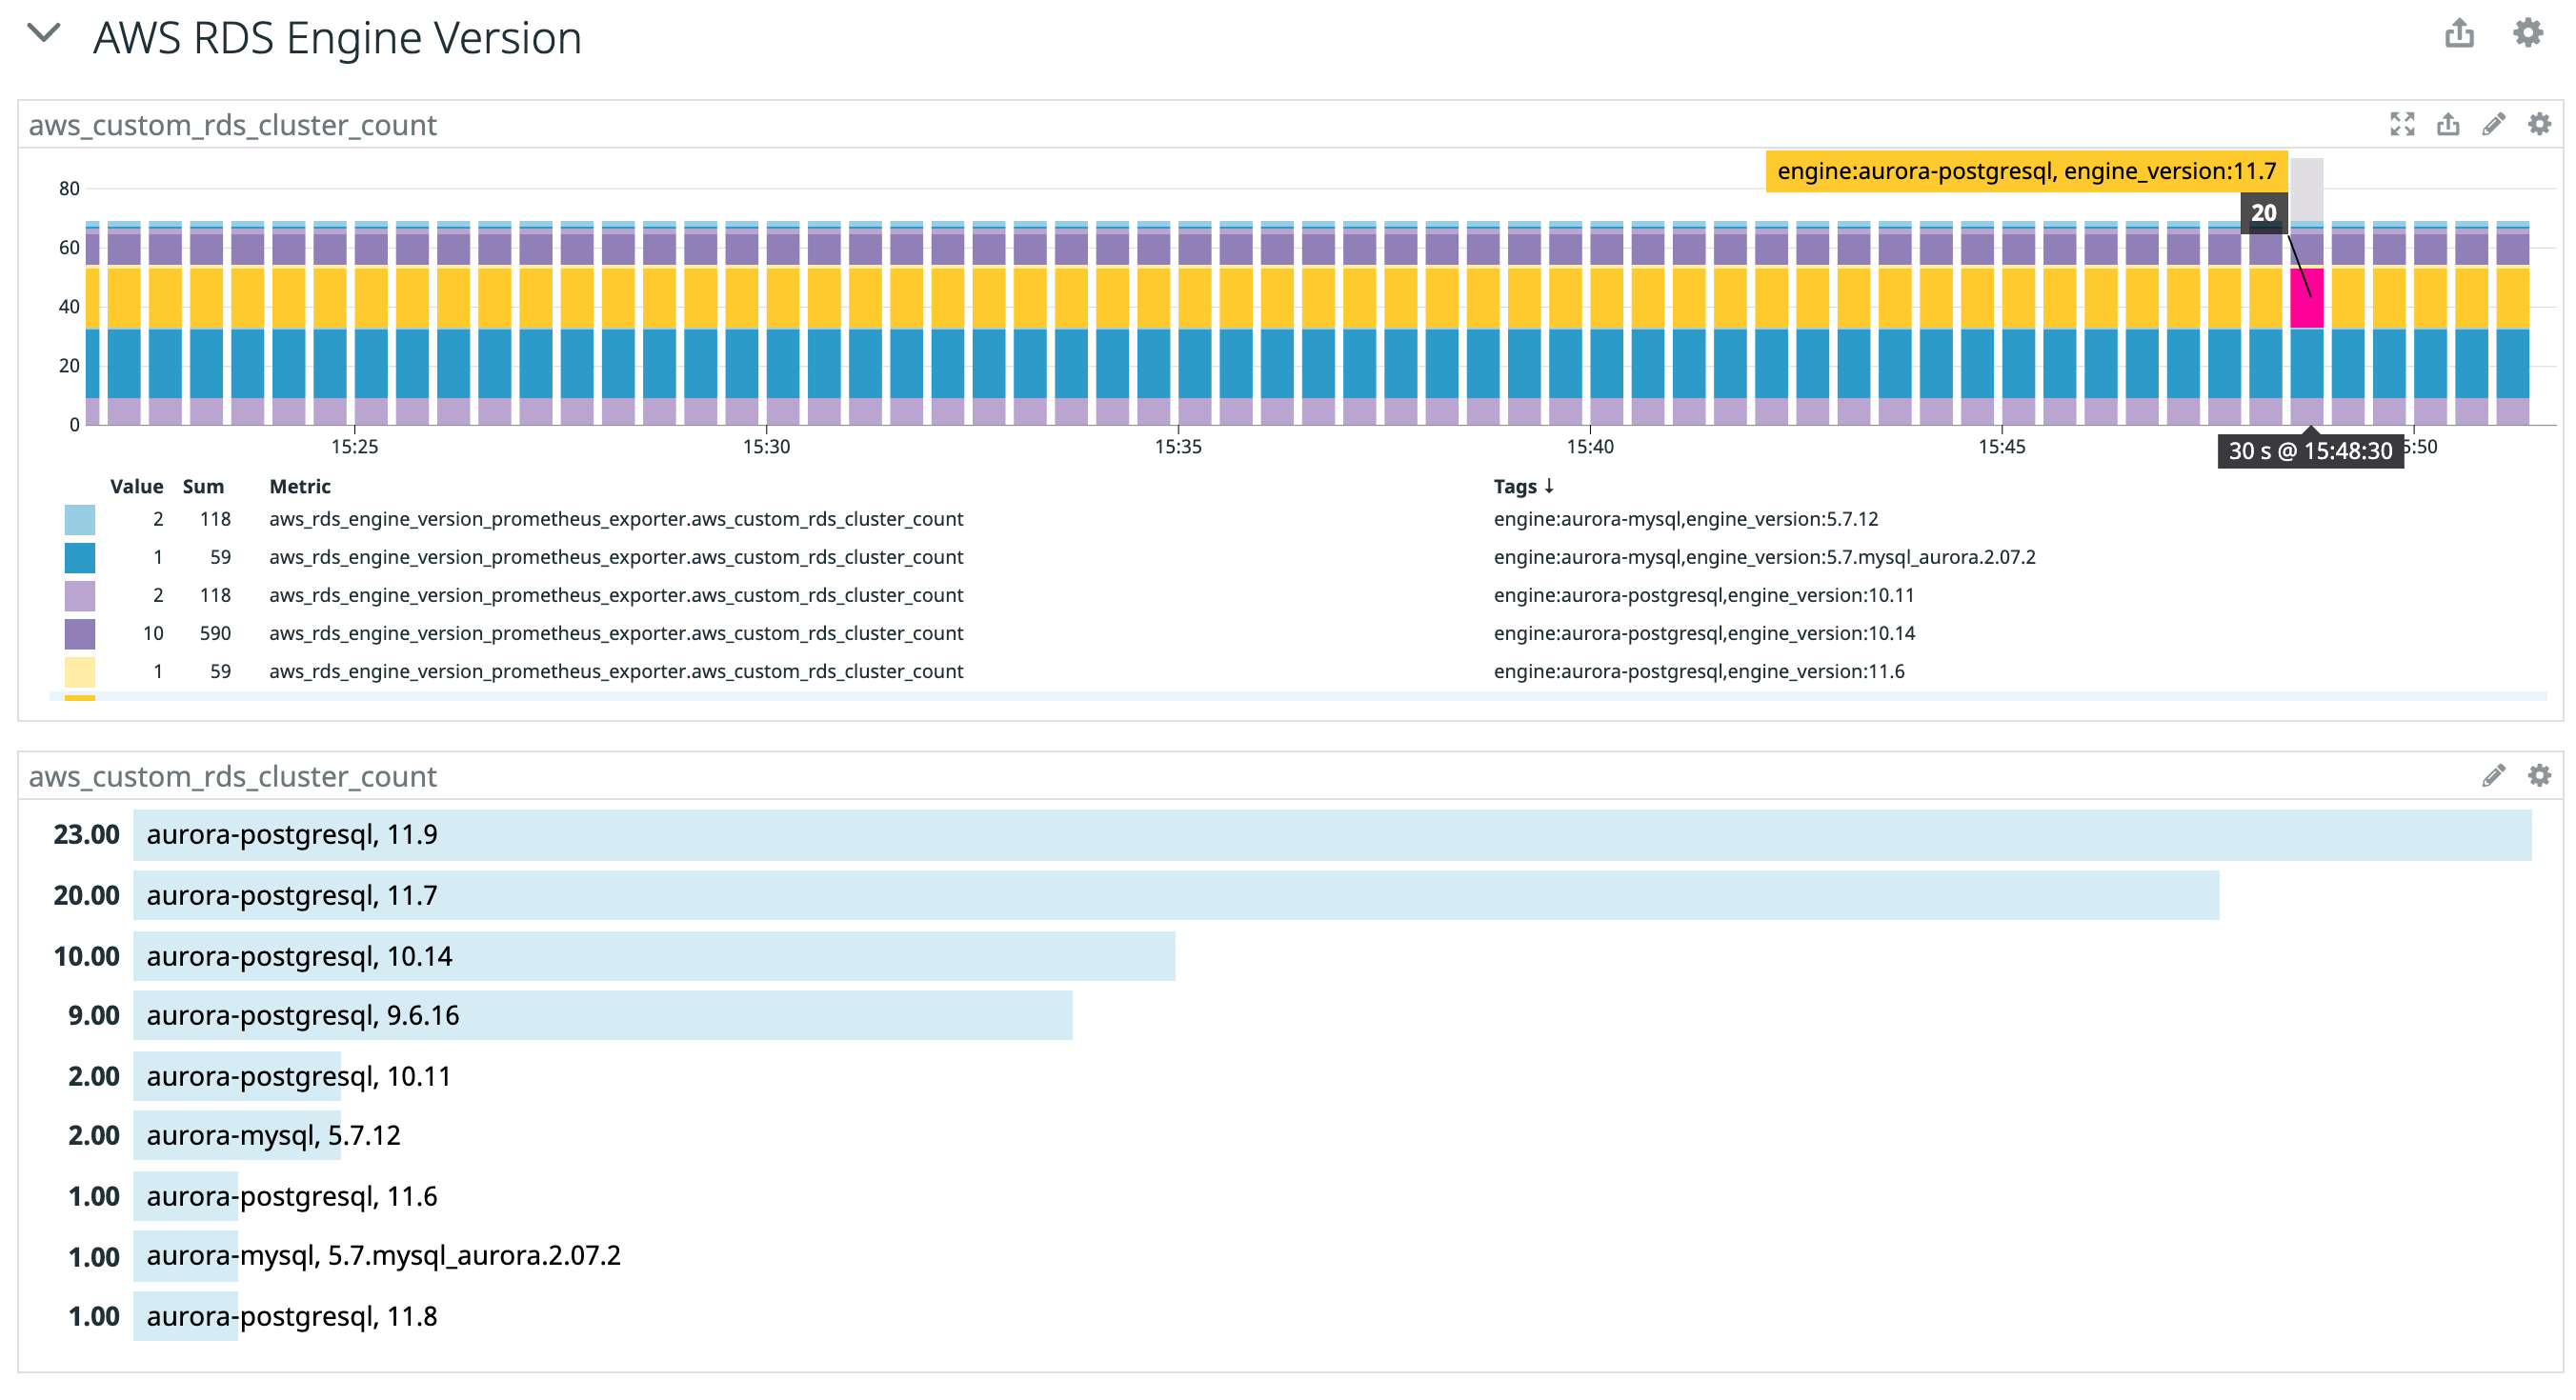 AWS RDS Engine Version
aws_custom_rds_cluster_count
engine:aurora-postgresql, engine_version:11.7
20
80
60
40
20
0
15:25 15:30 15:35 15:40 15:45 5:50
30 s @ 15:48:30
Value Sum Metric Tags ↓
2 118 aws_rds_engine_version_prometheus_exporter.aws_custom_rds_cluster_count engine:aurora-mysql,engine_version:5.7.12
1 59 aws_rds_engine_version_prometheus_exporter.aws_custom_rds_cluster_count engine:aurora-mysql,engine_version:5.7.mysql_aurora.2.07.2
2 118 aws_rds_engine_version_prometheus_exporter.aws_custom_rds_cluster_count engine:aurora-postgresql,engine_version:10.11
10 590 aws_rds_engine_version_prometheus_exporter.aws_custom_rds_cluster_count engine:aurora-postgresql,engine_version:10.14
1 59 aws_rds_engine_version_prometheus_exporter.aws_custom_rds_cluster_count engine:aurora-postgresql,engine_version:11.6
aws_custom_rds_cluster_count
23.00 aurora-postgresql, 11.9
20.00 aurora-postgresql, 11.7
10.00 aurora-postgresql, 10.14
9.00 aurora-postgresql, 9.6.16
2.00 aurora-postgresql, 10.11
2.00 aurora-mysql, 5.7.12
1.00 aurora-postgresql, 11.6
1.00 aurora-mysql, 5.7.mysql_aurora.2.07.2
1.00 aurora-postgresql, 11.8